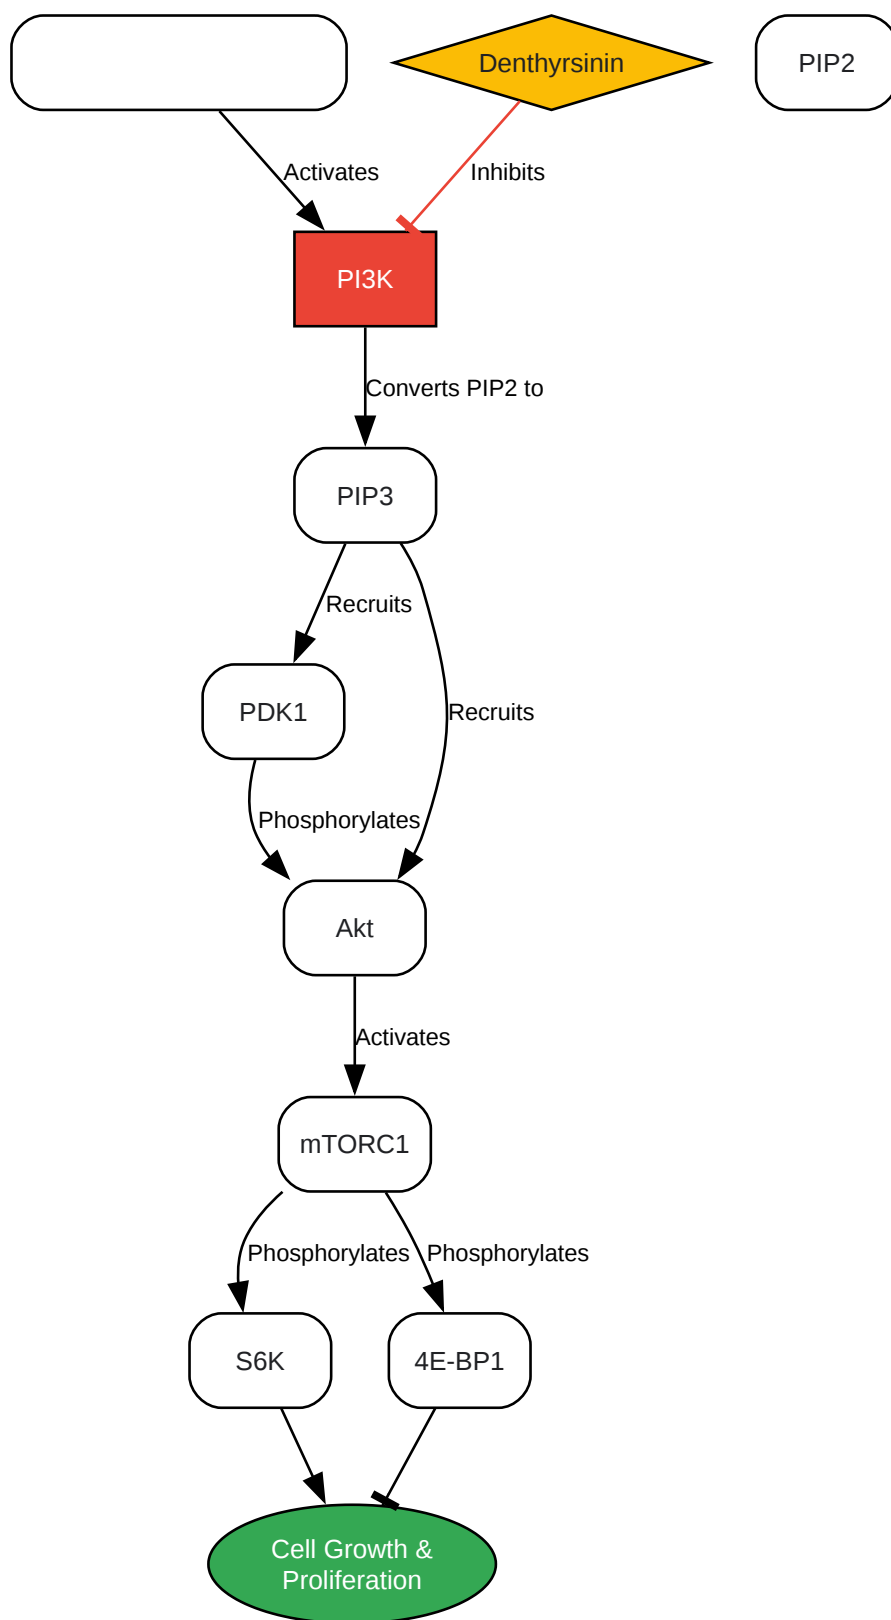 Denthyrsinin
PIP2
Activates
Inhibits
PI3K
Converts PIP2 to
PIP3
Recruits
PDK1
Recruits
Phosphorylates
Akt
Activates
mTORC1
Phosphorylates
Phosphorylates
S6K
4E-BP1
Cell Growth &
Proliferation